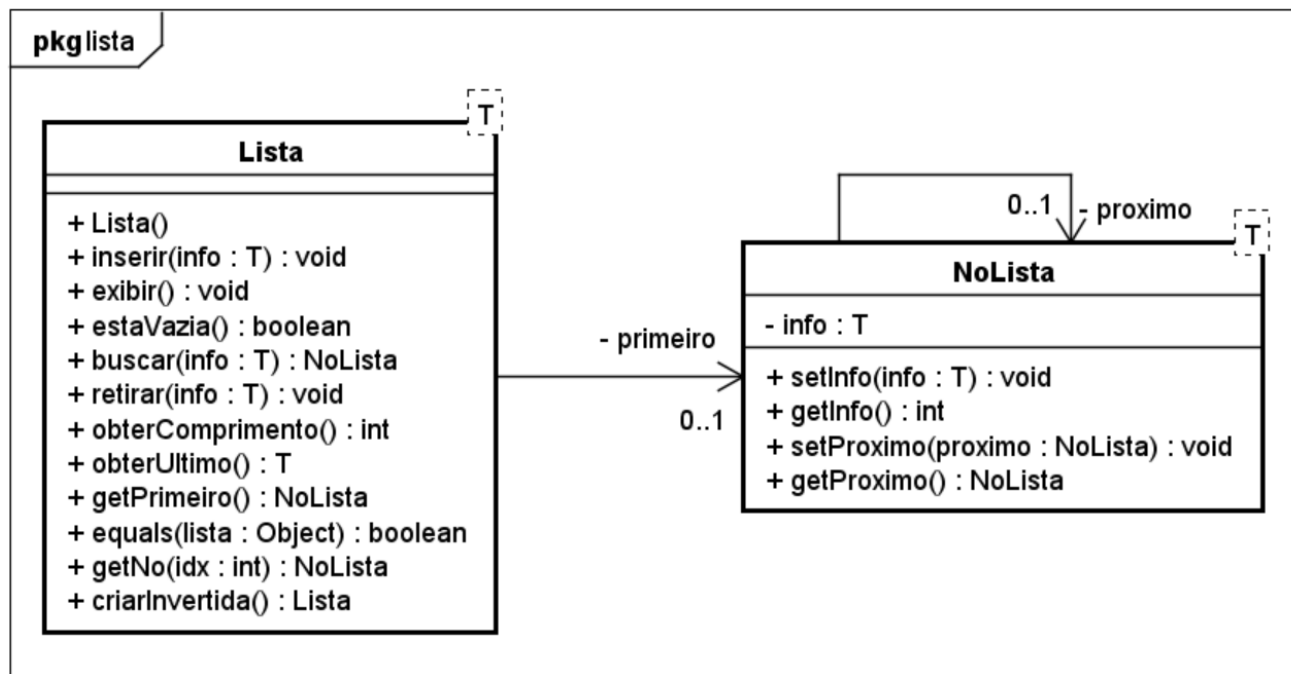 pkg lista
T
Lista
+ Lista()
+ inserir(info : T) : void
+ exibir() : void
+ estaVazia() : boolean
+ buscar(info : T) : NoLista
+ retirar(info : T) : void
+ obterComprimento() : int
+ obterUltimo() : T
+ getPrimeiro() : NoLista
+ equals(lista : Object) : boolean
+ getNo(idx : int) : NoLista
+ criarInvertida() : Lista
- primeiro
0..1
0..1 - proximo
T
NoLista
- info : T
+ setInfo(info : T) : void
+ getInfo() : int
+ setProximo(proximo : NoLista) : void
+ getProximo() : NoLista